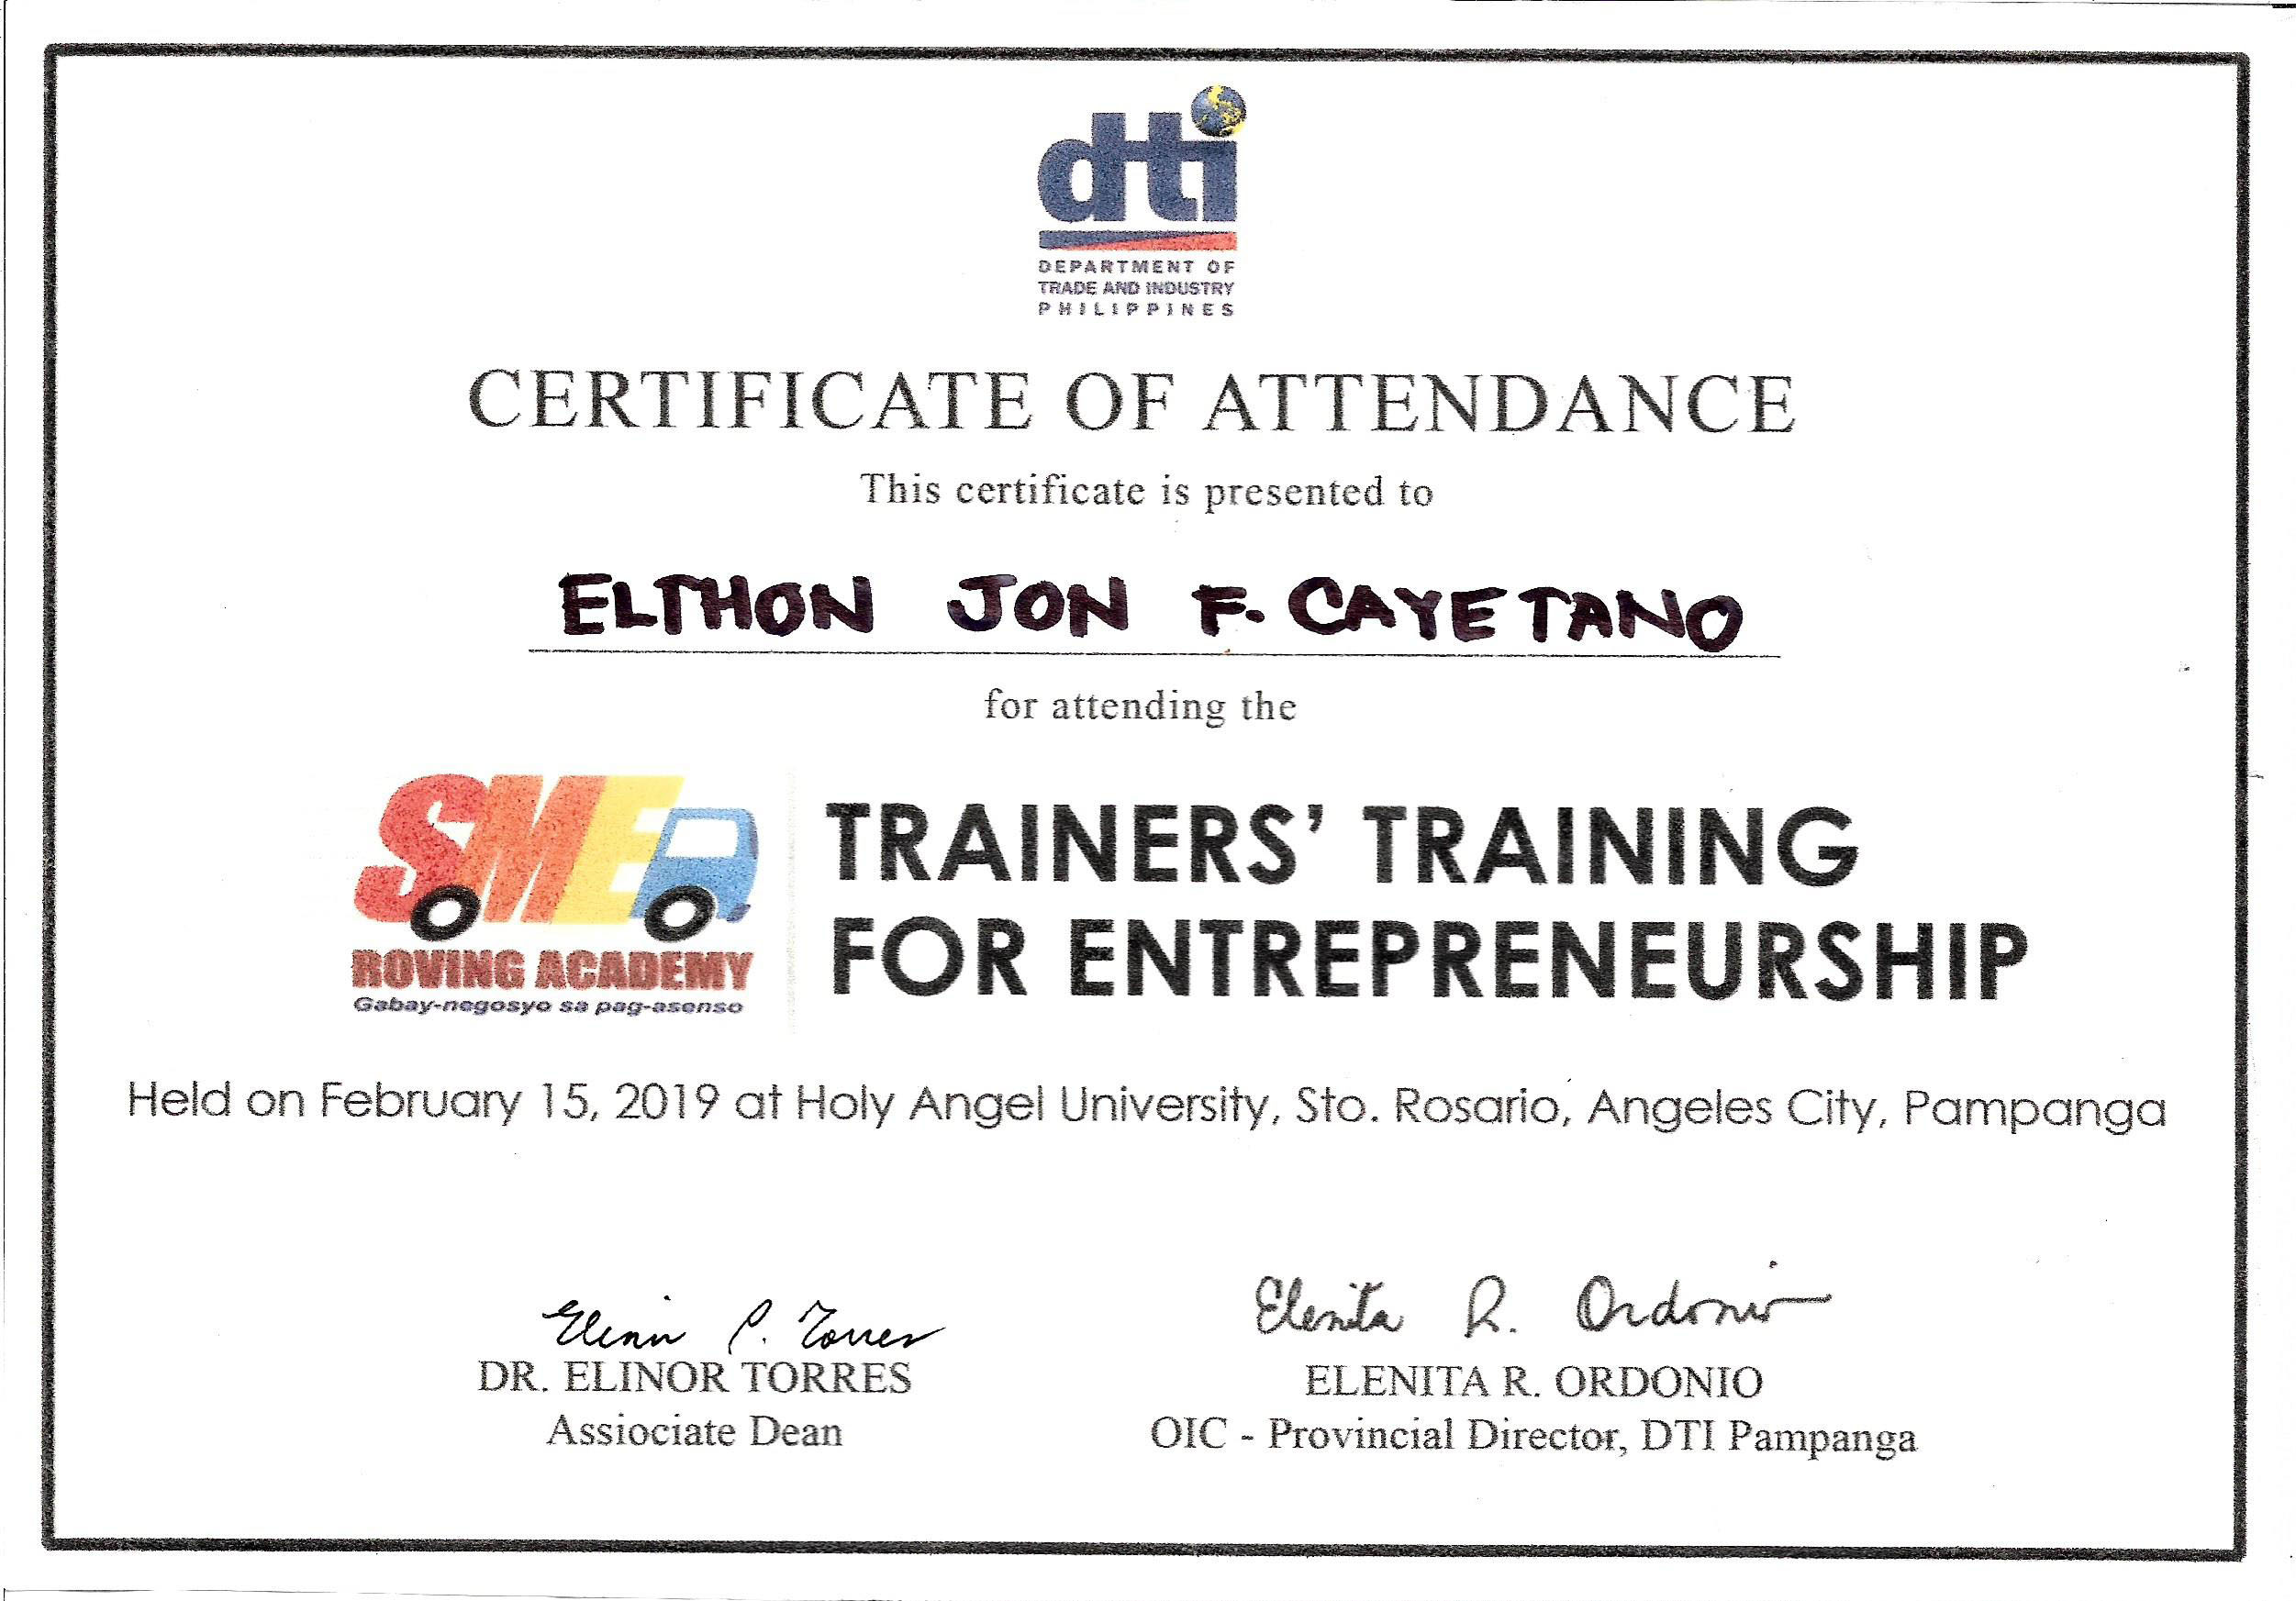 dti
DEPARTMENT OF
TRADE AND INDUSTRY
PHILIPPINES
CERTIFICATE OF ATTENDANCE
This certificate is presented to
ELTHON JON F. CAYETANO
for attending the
SME
ROVING ACADEMY
Gabay-negosyo sa pag-asenso
TRAINERS' TRAINING
FOR ENTREPRENEURSHIP
Held on February 15, 2019 at Holy Angel University, Sto. Rosario, Angeles City, Pampanga
Elinor P. Torres
DR. ELINOR TORRES
Assiociate Dean
Elenita R. Ordonio
ELENITA R. ORDONIO
OIC - Provincial Director, DTI Pampanga